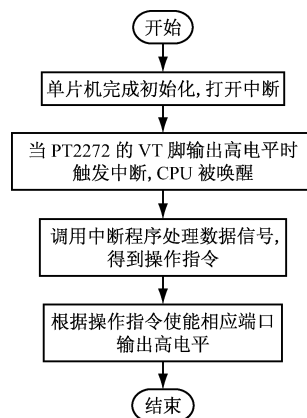 开始
单片机完成初始化,打开中断
当 PT2272 的 VT 脚输出高电平时
触发中断,CPU 被唤醒
调用中断程序处理数据信号,
得到操作指令
根据操作指令使能相应端口
输出高电平
结束